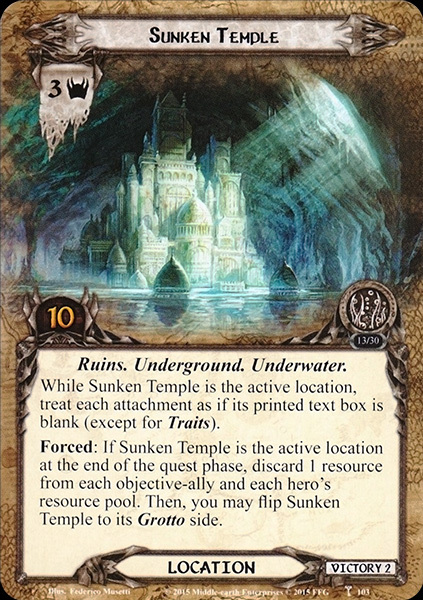 SUNKEN TEMPLE
3
10
13/30
Ruins. Underground. Underwater.
While Sunken Temple is the active location,
treat each attachment as if its printed text box is
blank (except for Traits).
Forced: If Sunken Temple is the active location
at the end of the quest phase, discard 1 resource
from each objective-ally and each hero's
resource pool. Then, you may flip Sunken
Temple to its Grotto side.
LOCATION
VICTORY 2
Illus. Federico Musetti
© 2015 Middle-earth Enterprises © 2015 FFG
103